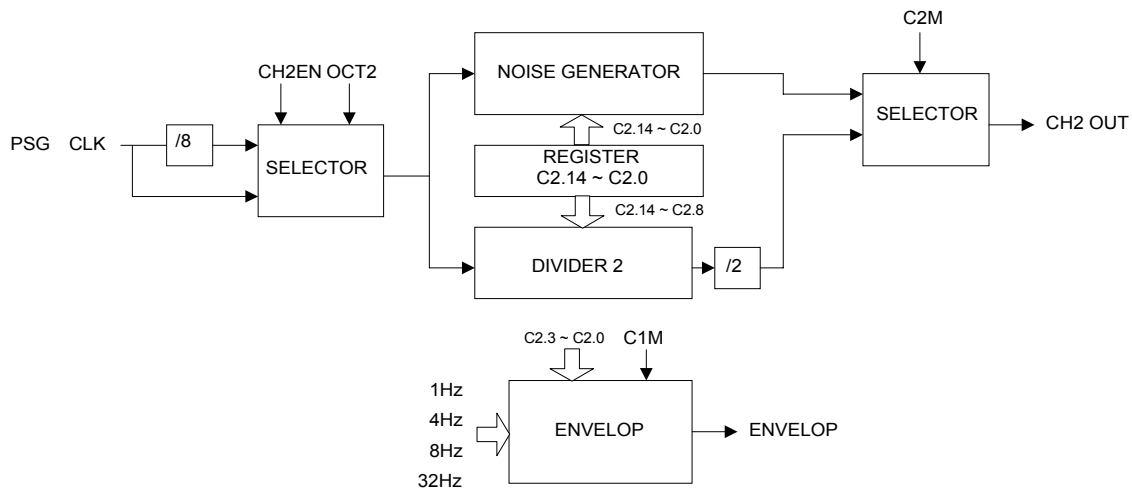 C2M
CH2EN OCT2
NOISE GENERATOR
PSG CLK
/8
SELECTOR
SELECTOR
CH2 OUT
C2.14 ~ C2.0
REGISTER
C2.14 ~ C2.0
C2.14 ~ C2.8
DIVIDER 2
/2
C2.3 ~ C2.0
C1M
1Hz
4Hz
8Hz
32Hz
ENVELOP
ENVELOP